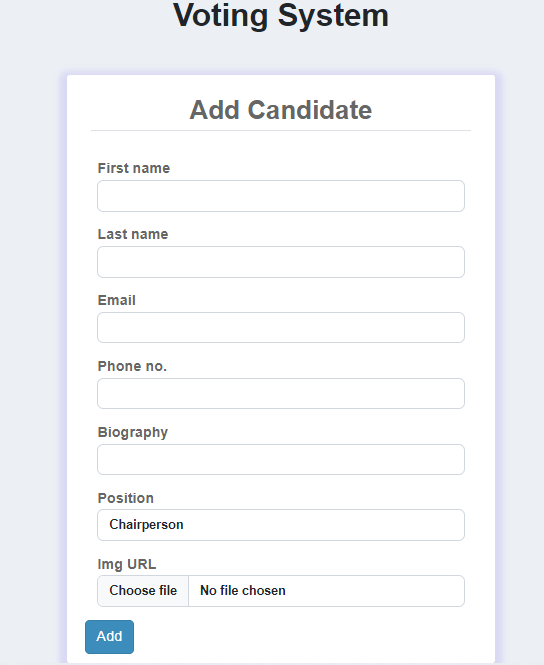 Voting System
Add Candidate
First name
Last name
Email
Phone no.
Biography
Position
Chairperson
Img URL
Choose file No file chosen
Add